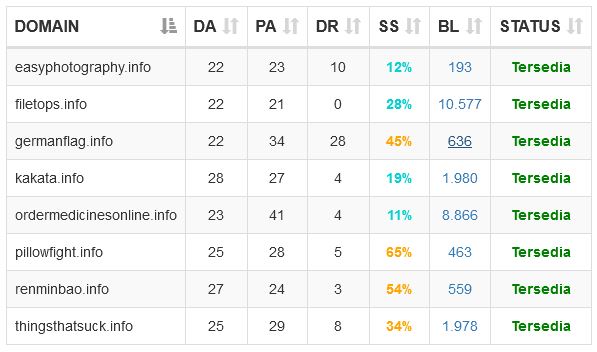 DOMAIN DA PA DR SS BL STATUS
easyphotography.info 22 23 10 12% 193 Tersedia
filetops.info 22 21 0 28% 10.577 Tersedia
germanflag.info 22 34 28 45% 636 Tersedia
kakata.info 28 27 4 19% 1.980 Tersedia
ordermedicinesonline.info 23 41 4 11% 8.866 Tersedia
pillowfight.info 25 28 5 65% 463 Tersedia
renminbao.info 27 24 3 54% 559 Tersedia
thingsthatsuck.info 25 29 8 34% 1.978 Tersedia